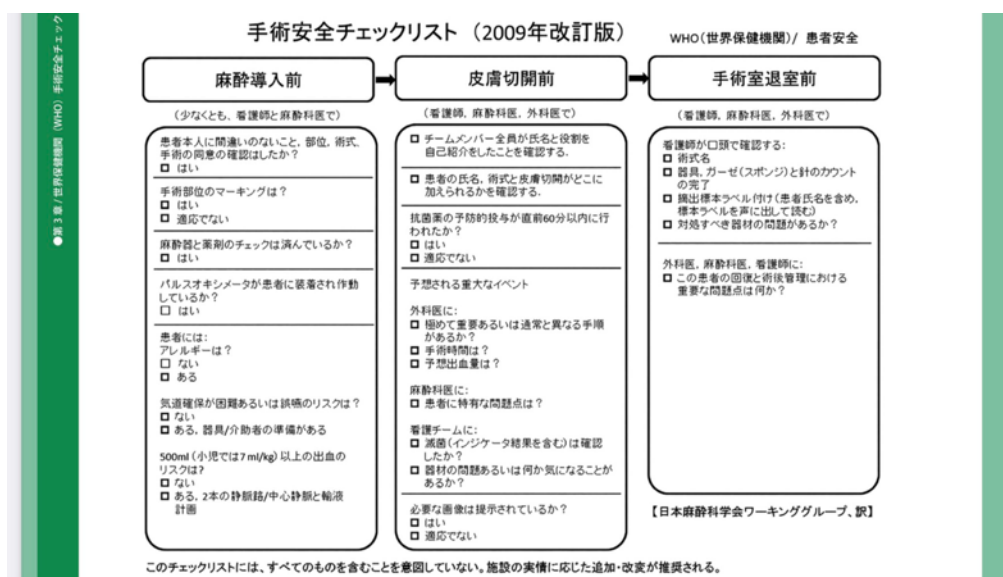 ●第3章/世界保健機関（WHO）手術安全チェック
手術安全チェックリスト （2009年改訂版）
WHO（世界保健機関）/ 患者安全
麻酔導入前
（少なくとも、看護師と麻酔科医で）
患者本人に間違いのないこと、部位、術式、
手術の同意の確認はしたか？
□ はい
手術部位のマーキングは？
□ はい
□ 適応でない
麻酔器と薬剤のチェックは済んでいるか？
□ はい
パルスオキシメータが患者に装着され作動
しているか？
□ はい
患者には：
アレルギーは？
□ ない
□ ある
気道確保が困難あるいは誤嚥のリスクは？
□ ない
□ ある、器具/介助者の準備がある
500ml（小児では7 ml/kg）以上の出血の
リスクは？
□ ない
□ ある、2本の静脈路/中心静脈と輸液
計画
皮膚切開前
（看護師、麻酔科医、外科医で）
□ チームメンバー全員が氏名と役割を
自己紹介をしたことを確認する．
□ 患者の氏名、術式と皮膚切開がどこに
加えられるかを確認する．
抗菌薬の予防的投与が直前60分以内に行
われたか？
□ はい
□ 適応でない
予想される重大なイベント
外科医に：
□ 極めて重要あるいは通常と異なる手順
があるか？
□ 手術時間は？
□ 予想出血量は？
麻酔科医に：
□ 患者に特有な問題点は？
看護チームに：
□ 滅菌（インジケータ結果を含む）は確認
したか？
□ 器材の問題あるいは何か気になることが
あるか？
必要な画像は提示されているか？
□ はい
□ 適応でない
手術室退室前
（看護師、麻酔科医、外科医で）
看護師が口頭で確認する：
□ 術式名
□ 器具、ガーゼ（スポンジ）と針のカウント
の完了
□ 摘出標本ラベル付け（患者氏名を含め、
標本ラベルを声に出して読む）
□ 対処すべき器材の問題があるか？
外科医、麻酔科医、看護師に：
□ この患者の回復と術後管理における
重要な問題点は何か？
【日本麻酔科学会ワーキンググループ、訳】
このチェックリストには、すべてのものを含むことを意図していない。施設の実情に応じた追加・改変が推奨される。